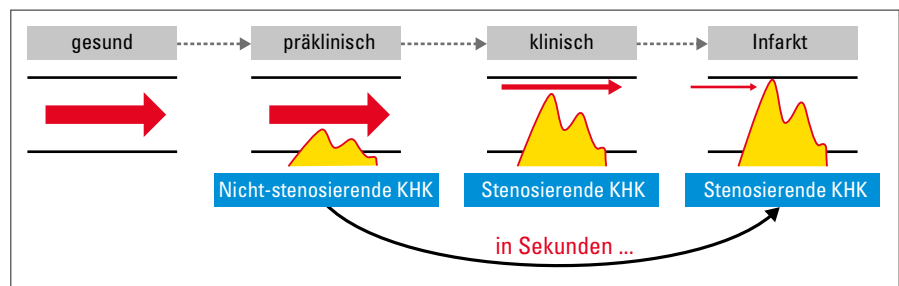 gesund
präklinisch
klinisch
Infarkt
Nicht-stenosierende KHK
Stenosierende KHK
Stenosierende KHK
in Sekunden ...